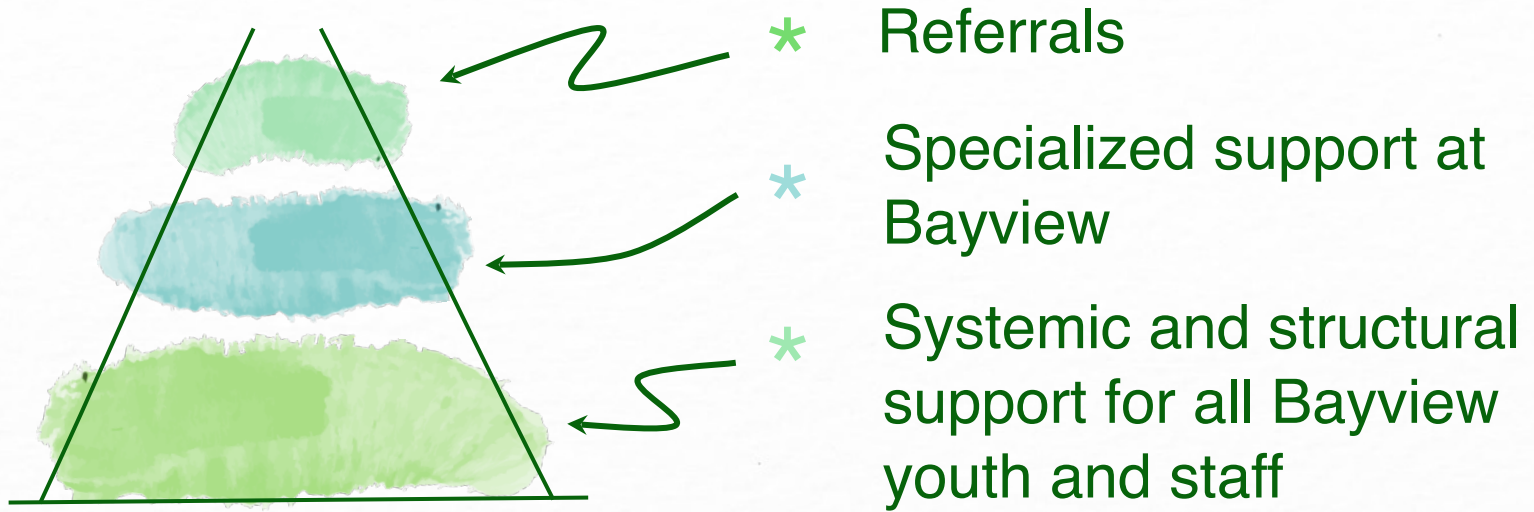 * Referrals
* Specialized support at
Bayview
* Systemic and structural
support for all Bayview
youth and staff